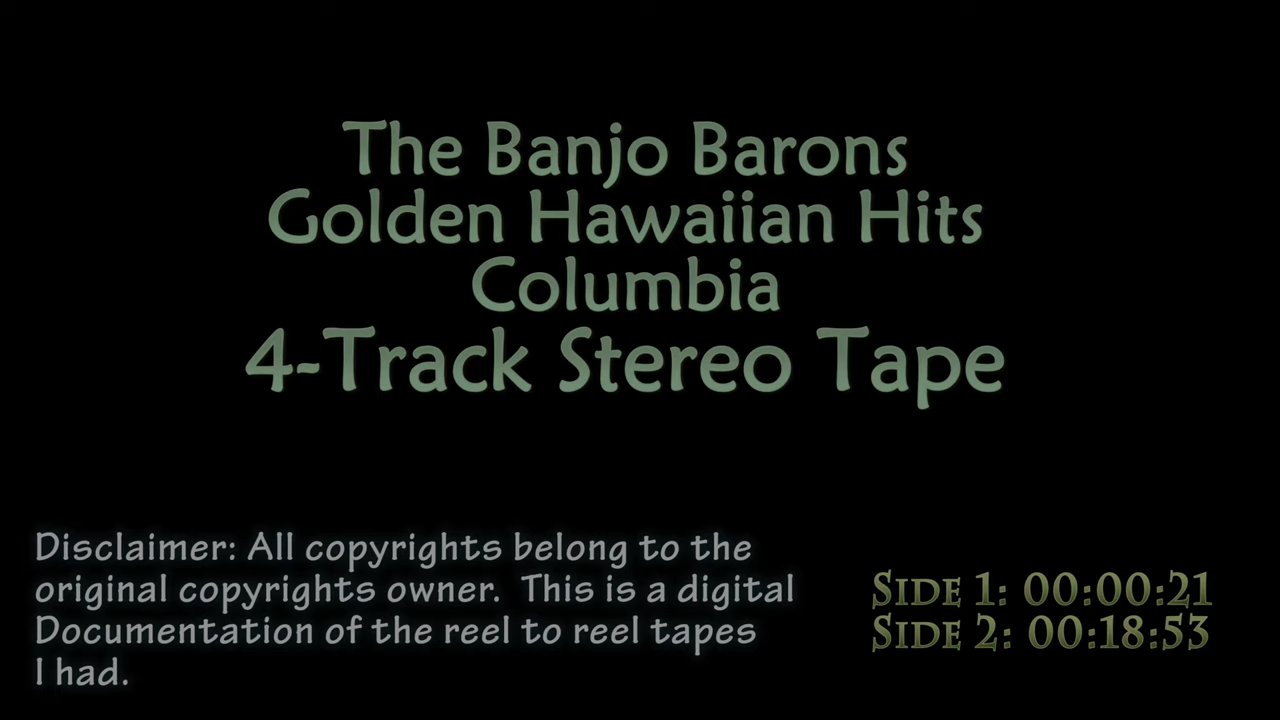 The Banjo Barons
Golden Hawaiian Hits
Columbia
4-Track Stereo Tape
Disclaimer: All copyrights belong to the
original copyrights owner.  This is a digital
Documentation of the reel to reel tapes
I had.
Side 1: 00:00:21
Side 2: 00:18:53